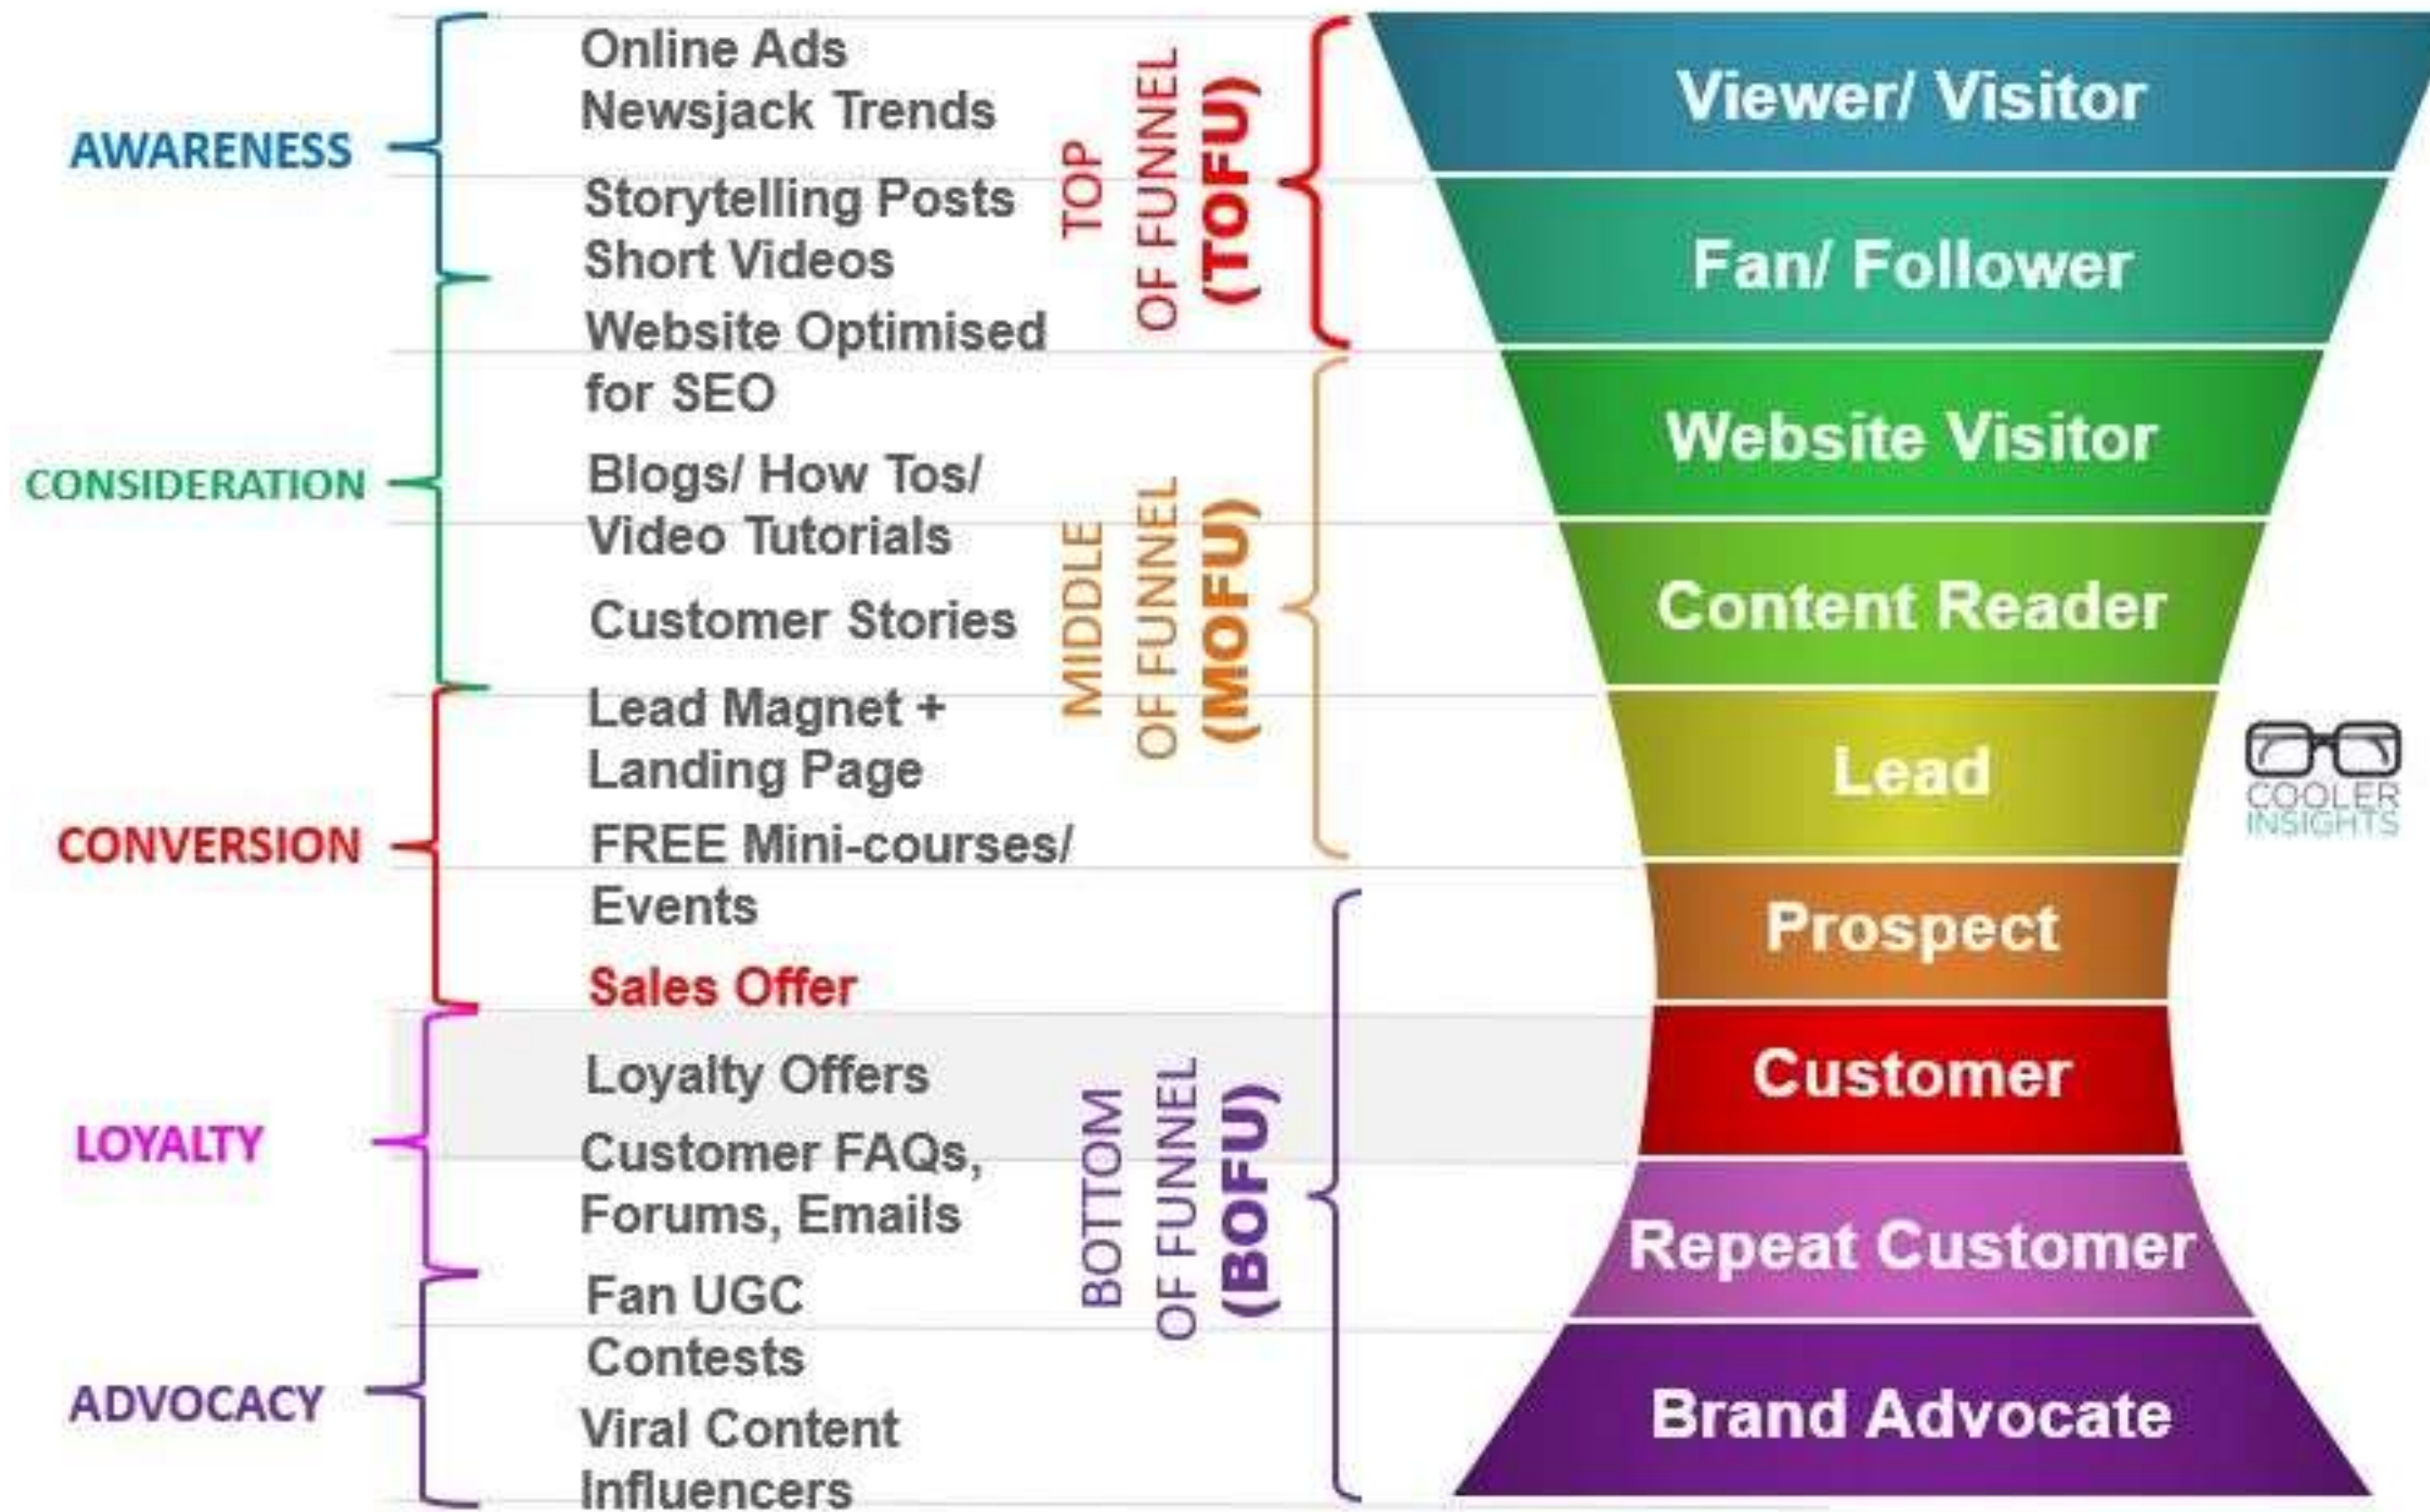 AWARENESS
CONSIDERATION
CONVERSION
LOYALTY
ADVOCACY
Online Ads
Newsjack Trends
Storytelling Posts
Short Videos
Website Optimised
for SEO
Blogs/ How Tos/
Video Tutorials
Customer Stories
Lead Magnet +
Landing Page
FREE Mini-courses/
Events
Sales Offer
Loyalty Offers
Customer FAQs,
Forums, Emails
Fan UGC
Contests
Viral Content
Influencers
TOP
OF FUNNEL
(TOFU)
MIDDLE
OF FUNNEL
(MOFU)
BOTTOM
OF FUNNEL
(BOFU)
Viewer/ Visitor
Fan/ Follower
Website Visitor
Content Reader
Lead
Prospect
Customer
Repeat Customer
Brand Advocate
COOLER
INSIGHTS